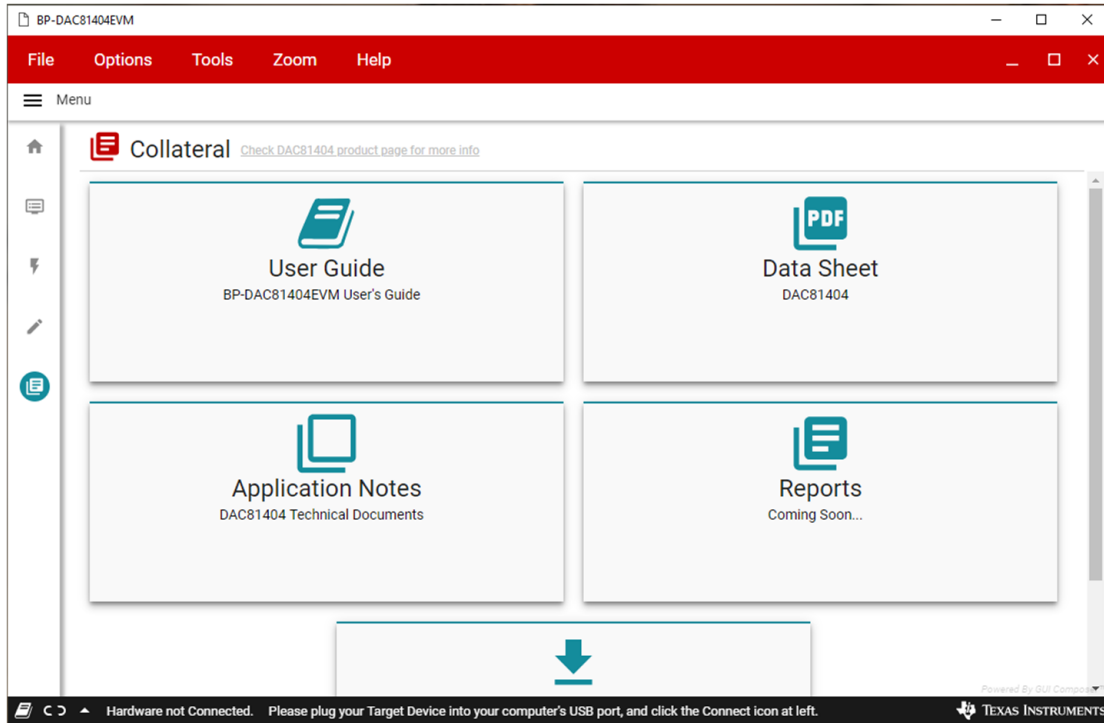 BP-DAC81404EVM
File Options Tools Zoom Help
Menu
Collateral Check DAC81404 product page for more info
User Guide
BP-DAC81404EVM User's Guide
PDF
Data Sheet
DAC81404
Application Notes
DAC81404 Technical Documents
Reports
Coming Soon...
Powered By GUI Composer
Hardware not Connected. Please plug your Target Device into your computer's USB port, and click the Connect icon at left.
TEXAS INSTRUMENTS